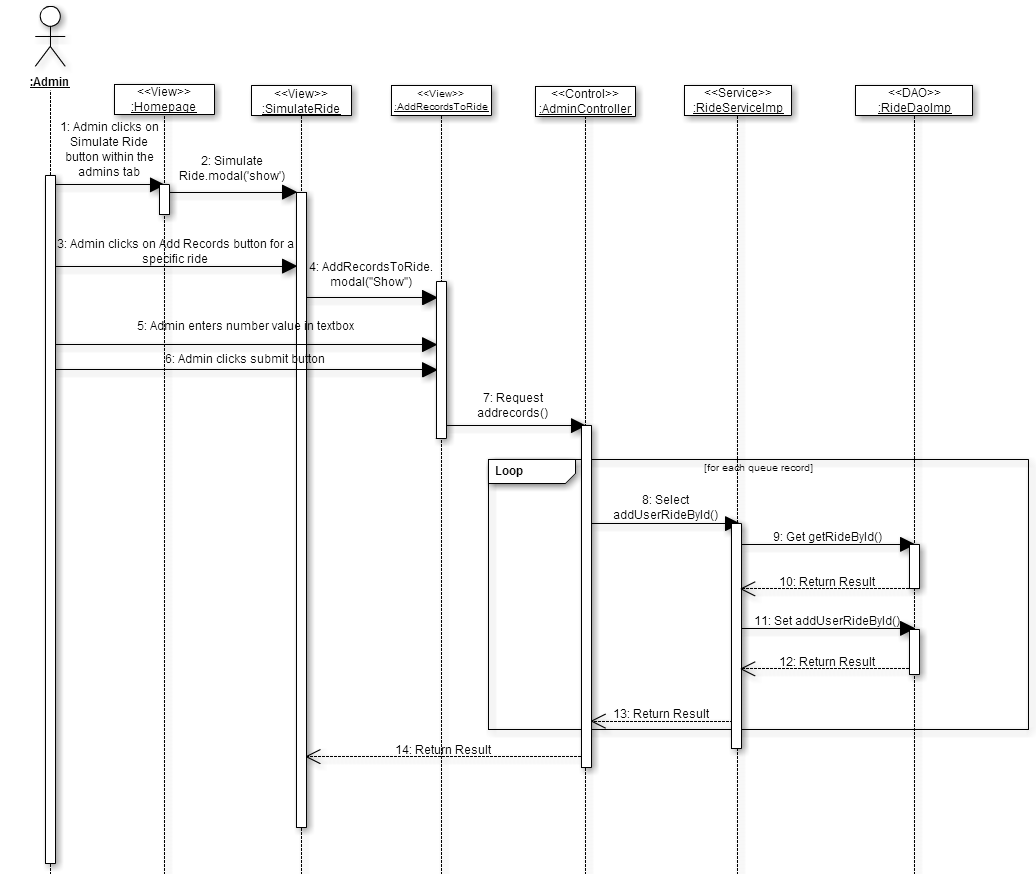 :Admin
<<View>>
:Homepage
<<View>>
:SimulateRide
<<View>>
:AddRecordsToRide
<<Control>>
:AdminController
<<Service>>
:RideServiceImp
<<DAO>>
:RideDaoImp
1: Admin clicks on
Simulate Ride
button within the
admins tab
2: Simulate
Ride.modal('show')
3: Admin clicks on Add Records button for a
specific ride
4: AddRecordsToRide.
modal("Show")
5: Admin enters number value in textbox
6: Admin clicks submit button
7: Request
addrecords()
Loop
[for each queue record]
8: Select
addUserRideById()
9: Get getRideById()
10: Return Result
11: Set addUserRideById()
12: Return Result
13: Return Result
14: Return Result